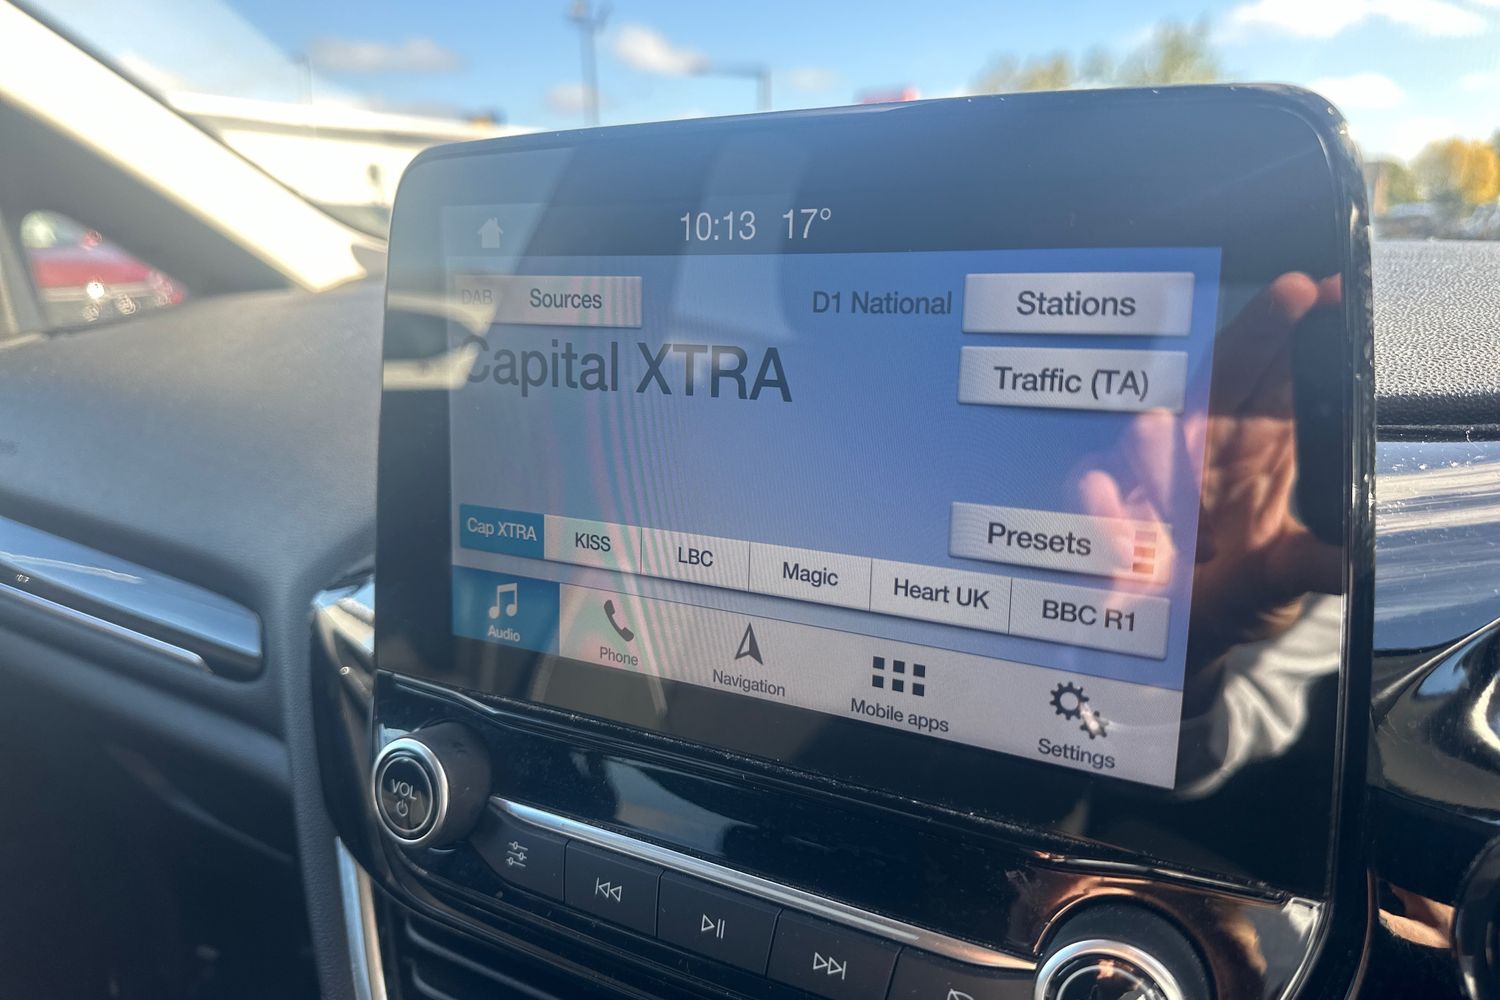 10:13 17°
DAB Sources
D1 National
Stations
Capital XTRA
Traffic (TA)
Presets
Cap XTRA
KISS
LBC
Magic
Heart UK
BBC R1
Audio
Phone
Navigation
Mobile apps
Settings
VOL